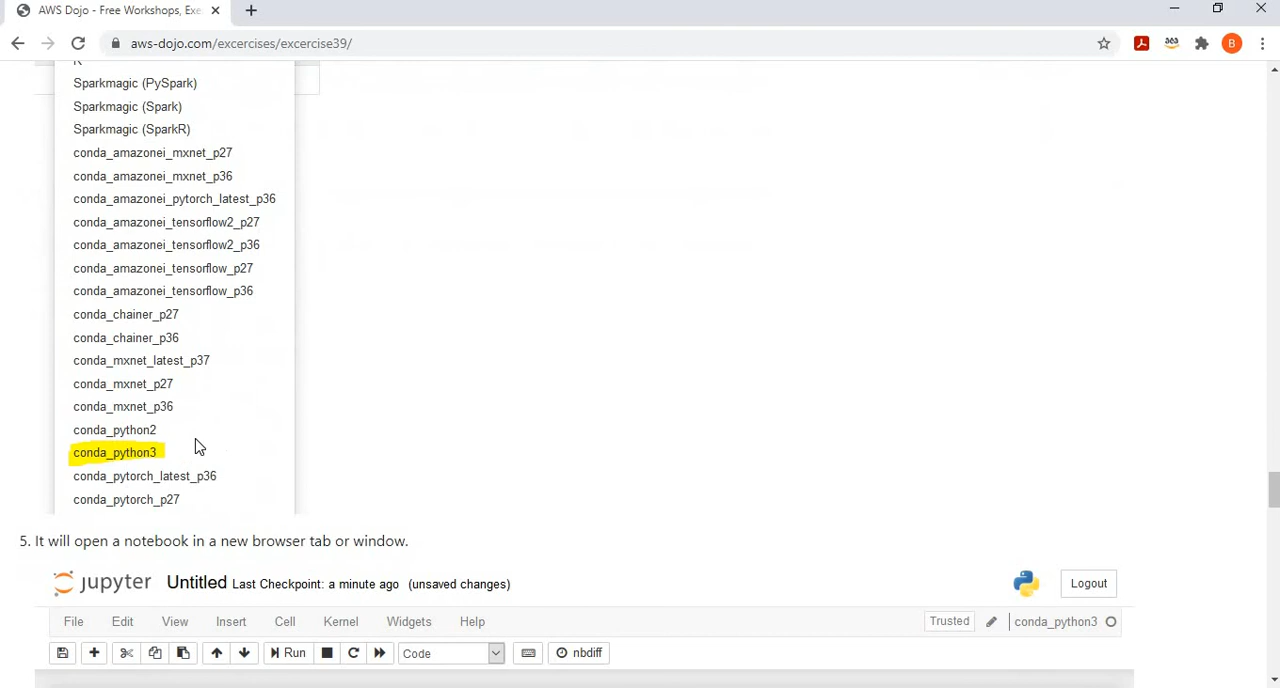 AWS Dojo - Free Workshops, Exe
aws-dojo.com/excercises/excercise39/
B
Sparkmagic (PySpark)
Sparkmagic (Spark)
Sparkmagic (SparkR)
conda_amazonei_mxnet_p27
conda_amazonei_mxnet_p36
conda_amazonei_pytorch_latest_p36
conda_amazonei_tensorflow2_p27
conda_amazonei_tensorflow2_p36
conda_amazonei_tensorflow_p27
conda_amazonei_tensorflow_p36
conda_chainer_p27
conda_chainer_p36
conda_mxnet_latest_p37
conda_mxnet_p27
conda_mxnet_p36
conda_python2
conda_python3
conda_pytorch_latest_p36
conda_pytorch_p27
5. It will open a notebook in a new browser tab or window.
jupyter Untitled Last Checkpoint: a minute ago (unsaved changes) Logout
File Edit View Insert Cell Kernel Widgets Help Trusted conda_python3
Run Code nbdiff